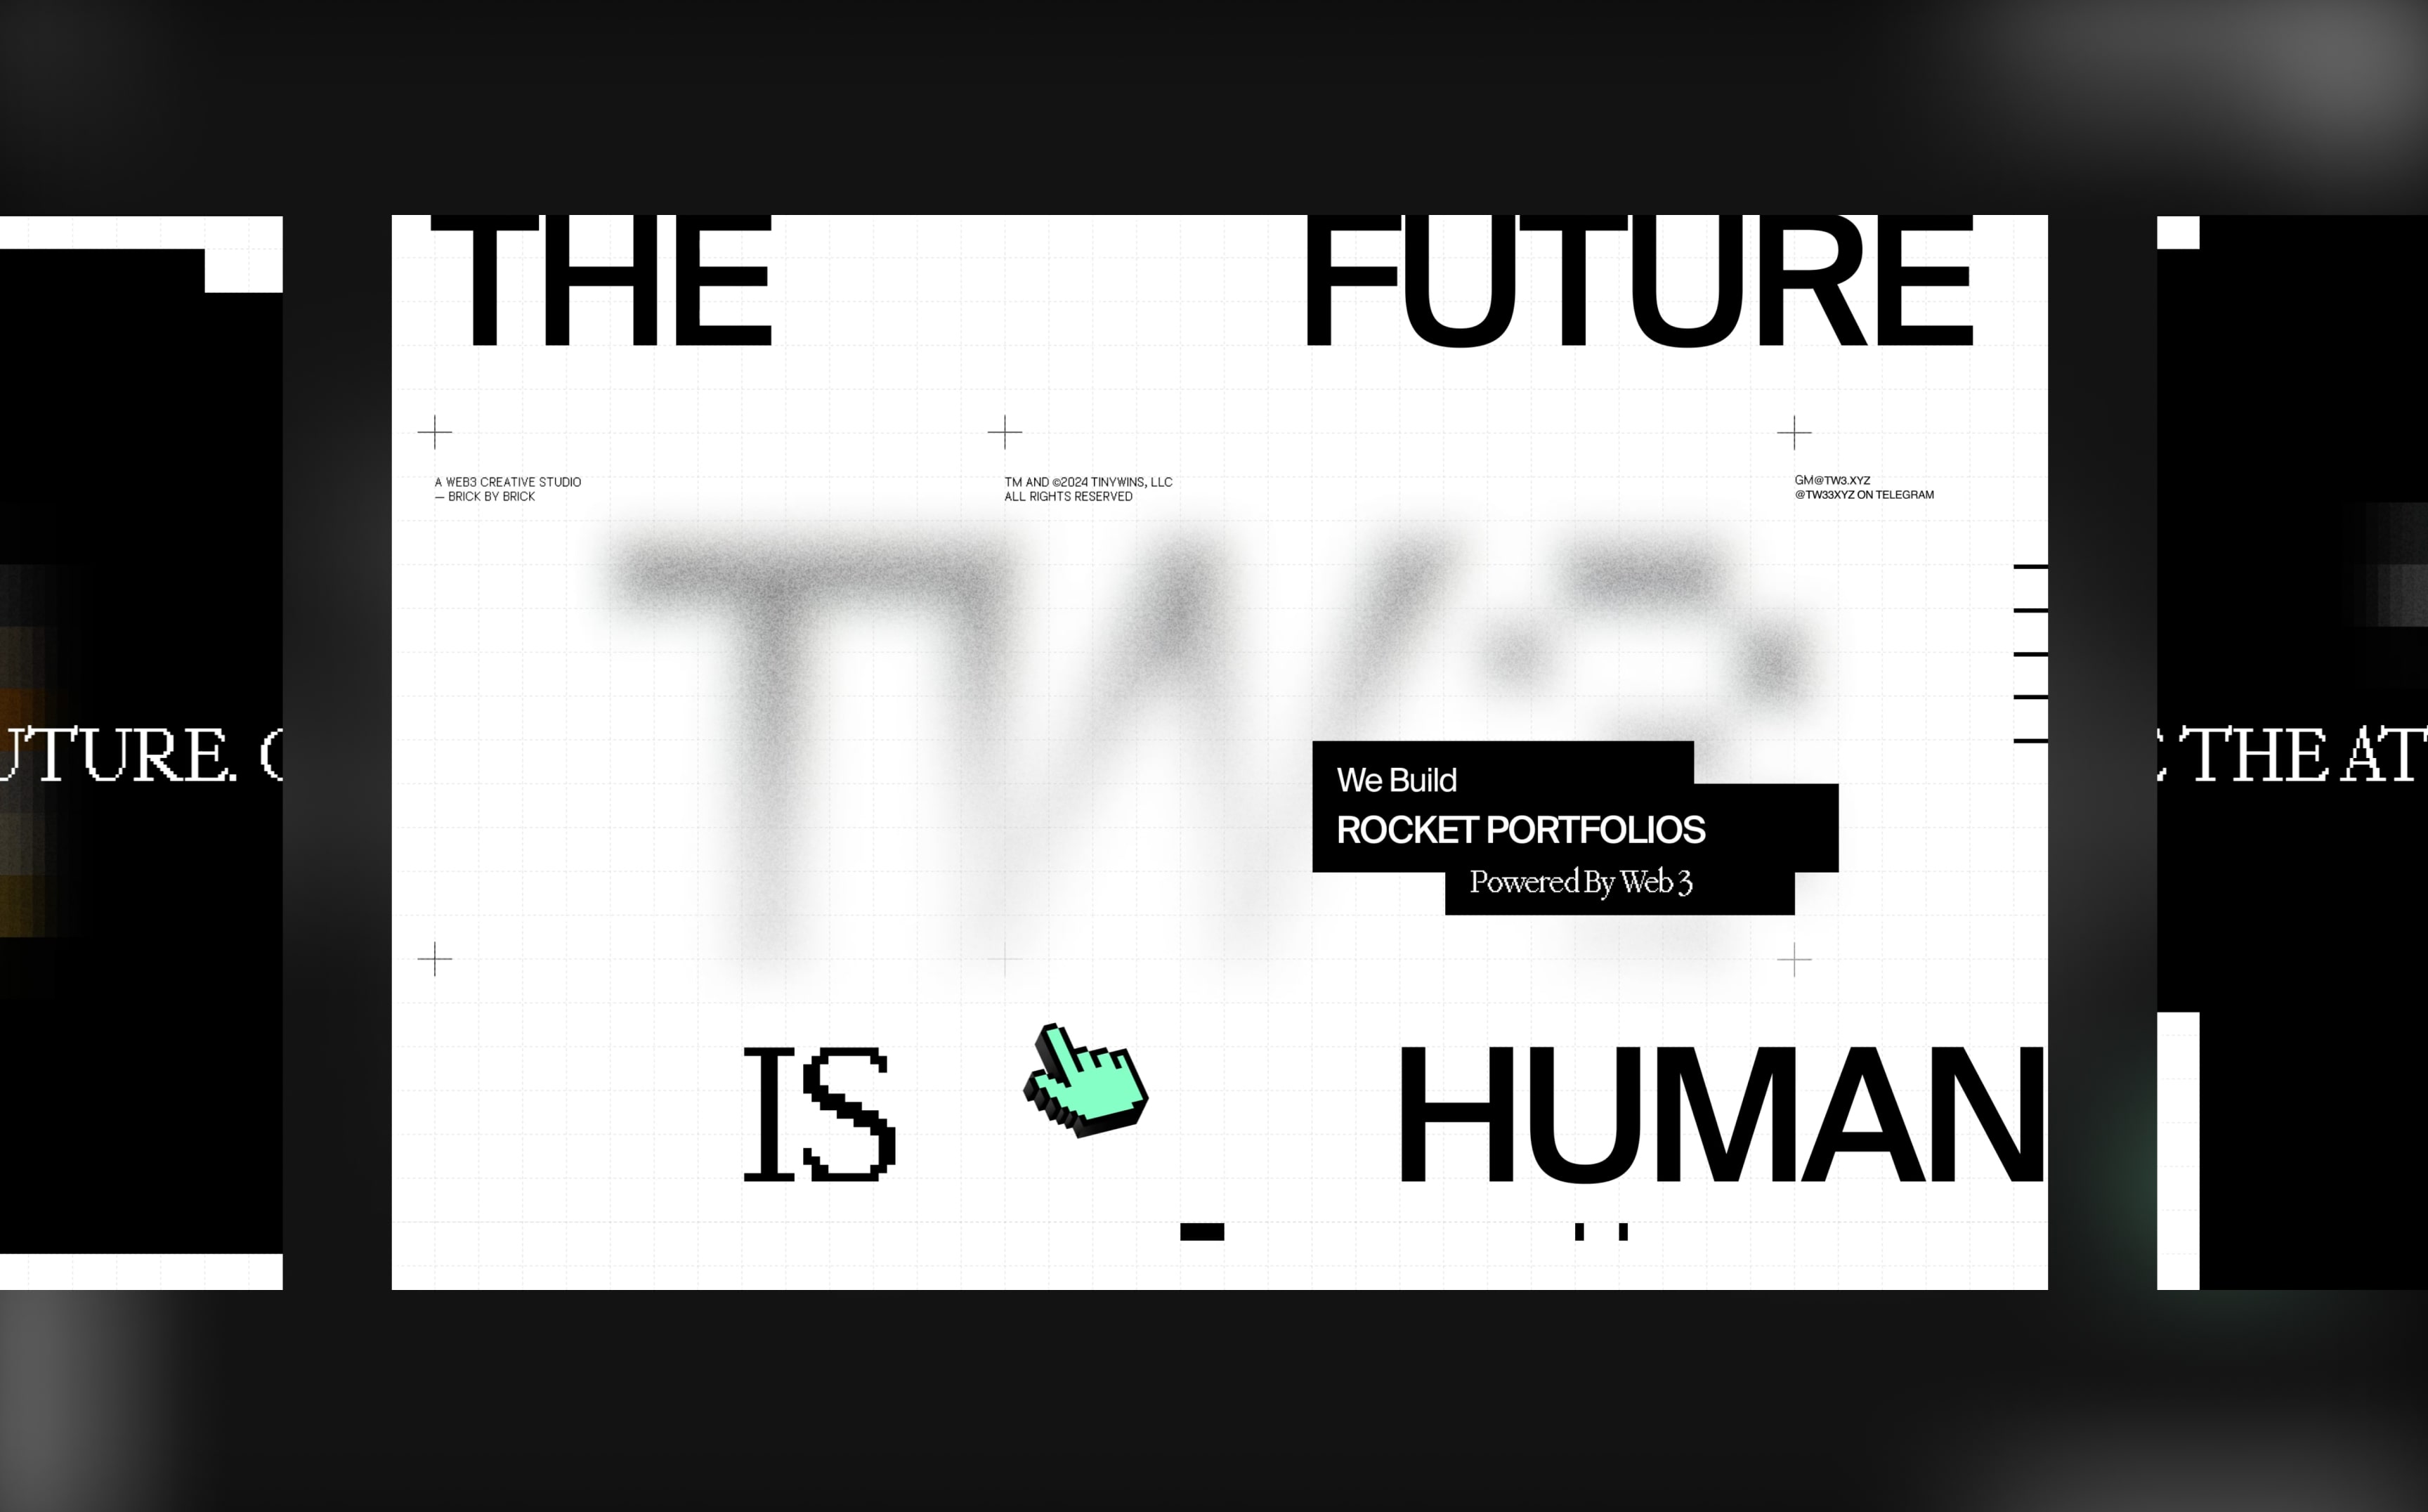 THE FUTURE
A WEB3 CREATIVE STUDIO
— BRICK BY BRICK
TM AND ©2024 TINYWINS, LLC
ALL RIGHTS RESERVED
GM@TW3.XYZ
@TW33XYZ ON TELEGRAM
TW3
UTURE.
THE AT
We Build
ROCKET PORTFOLIOS
Powered By Web 3
IS HUMAN